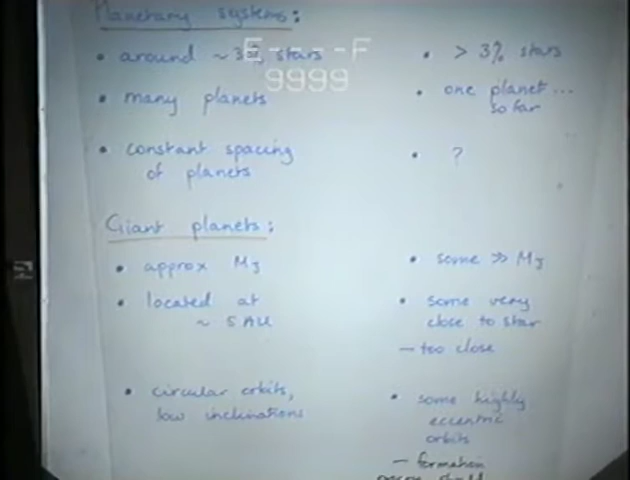 Planetary systems:
• around ~ 3% stars
• > 3% stars
E----F
9999
• many planets
• one planet...
so far
• constant spacing
of planets
• ?
Giant planets:
• approx MJ
• some >> MJ
• located at
~ 5 AU
• some very
close to star
— too close
• circular orbits,
low inclinations
• some highly
eccentric
orbits
— formation